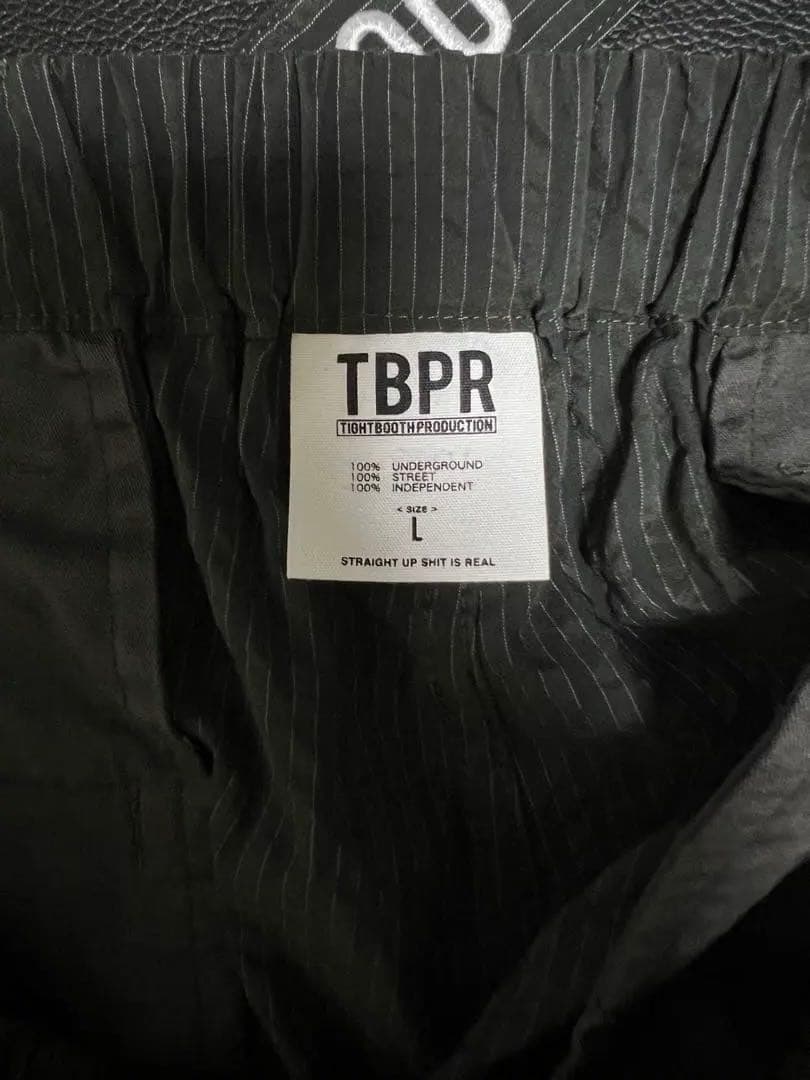 TBPR
TIGHTBOOTHPRODUCTION
100% UNDERGROUND
100% STREET
100% INDEPENDENT
< SIZE >
L
STRAIGHT UP SHIT IS REAL